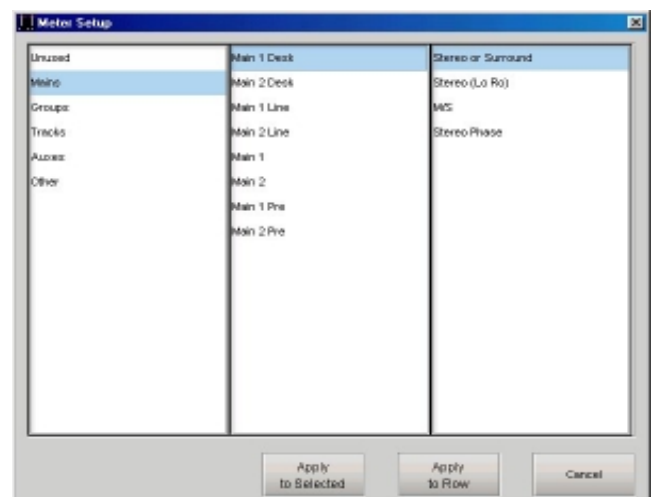 Meter Setup
Unused
Mains
Groups
Tracks
Auxes
Other
Main 1 Desk
Main 2 Desk
Main 1 Line
Main 2 Line
Main 1
Main 2
Main 1 Pre
Main 2 Pre
Stereo or Surround
Stereo (Lo Ro)
M/S
Stereo Phase
Apply
to Selected
Apply
to Row
Cancel